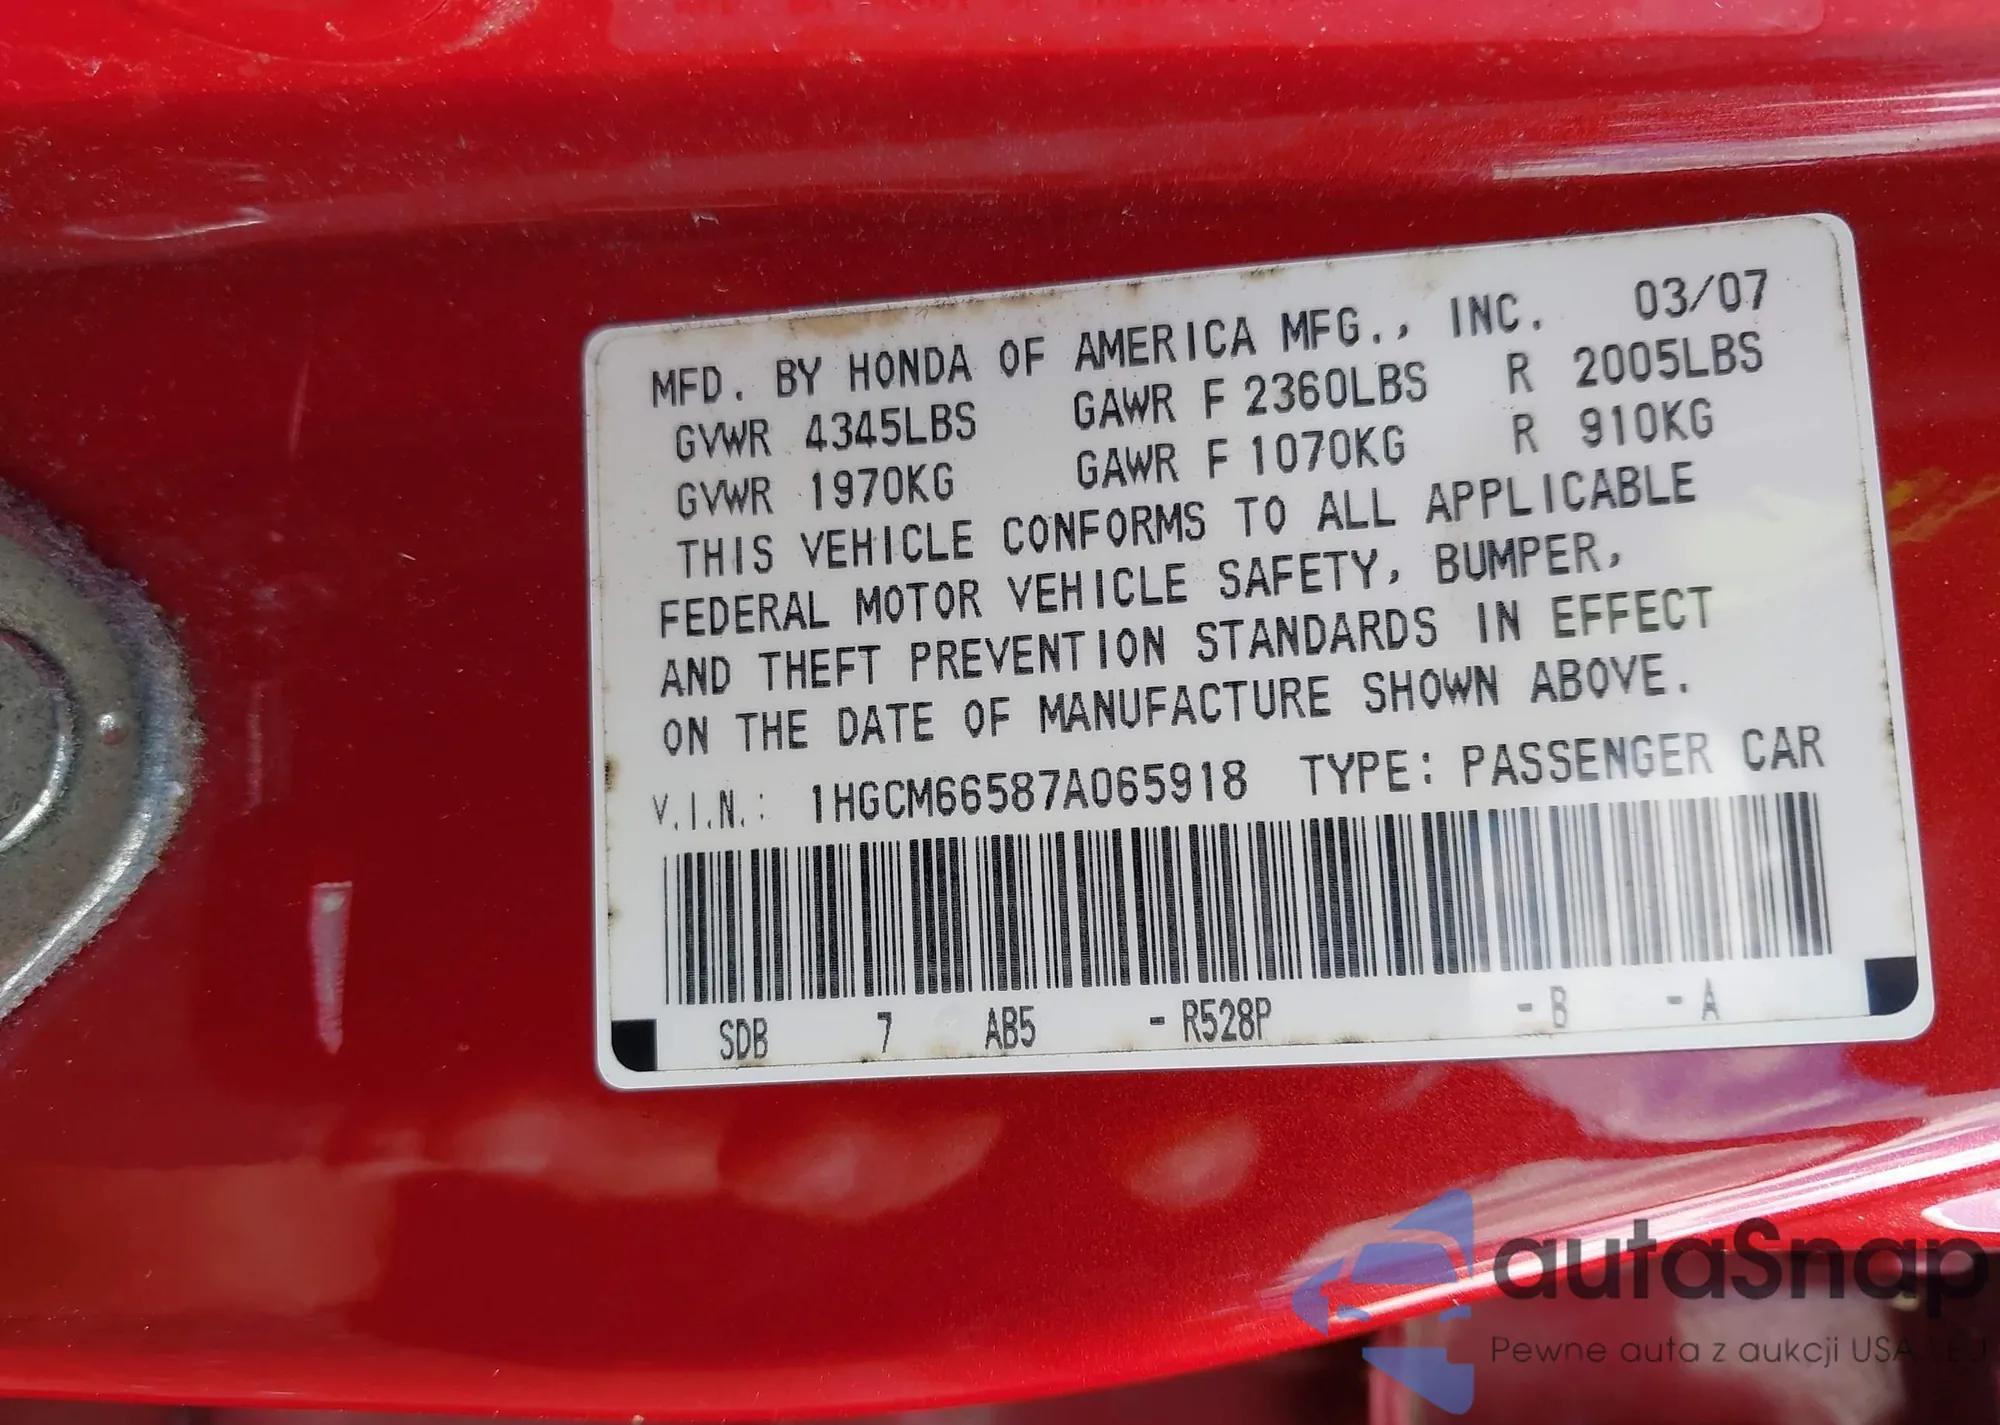 MFD. BY HONDA OF AMERICA MFG., INC. 03/07
GVWR 4345LBS GAWR F 2360LBS R 2005LBS
GVWR 1970KG GAWR F 1070KG R 910KG
THIS VEHICLE CONFORMS TO ALL APPLICABLE
FEDERAL MOTOR VEHICLE SAFETY, BUMPER,
AND THEFT PREVENTION STANDARDS IN EFFECT
ON THE DATE OF MANUFACTURE SHOWN ABOVE.
V.I.N.: 1HGCM66587A065918 TYPE: PASSENGER CAR
SDB 7 AB5 - R528P - B - A
autaSnap
Pewne auta z aukcji USA